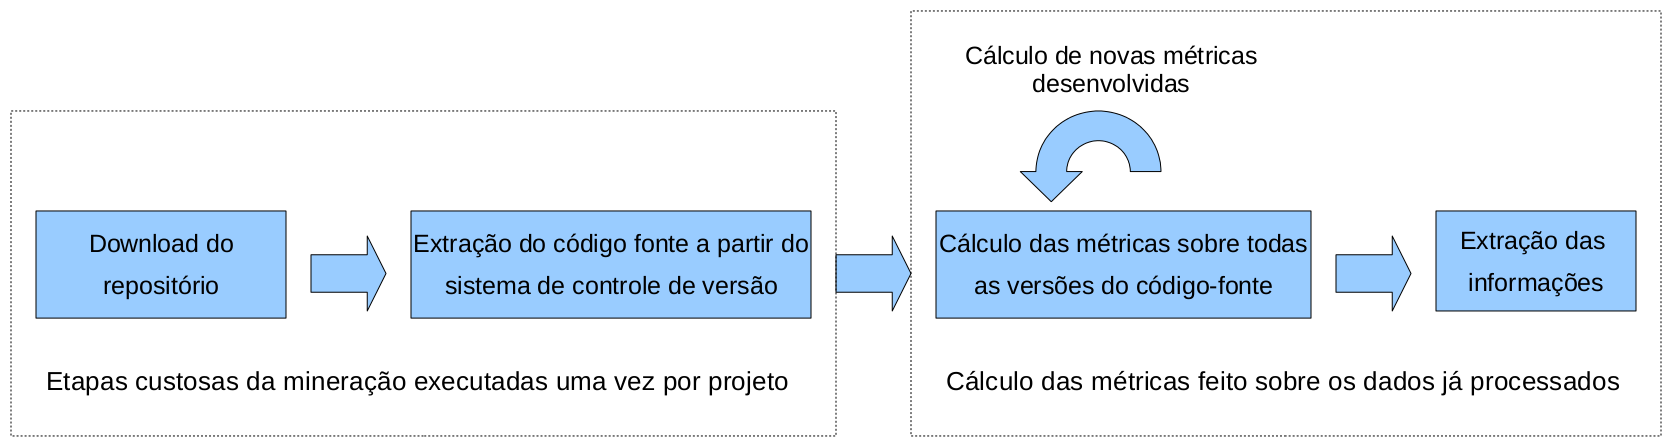 Download do
repositório
Extração do código fonte a partir do
sistema de controle de versão
Etapas custosas da mineração executadas uma vez por projeto
Cálculo de novas métricas
desenvolvidas
Cálculo das métricas sobre todas
as versões do código-fonte
Extração das
informações
Cálculo das métricas feito sobre os dados já processados